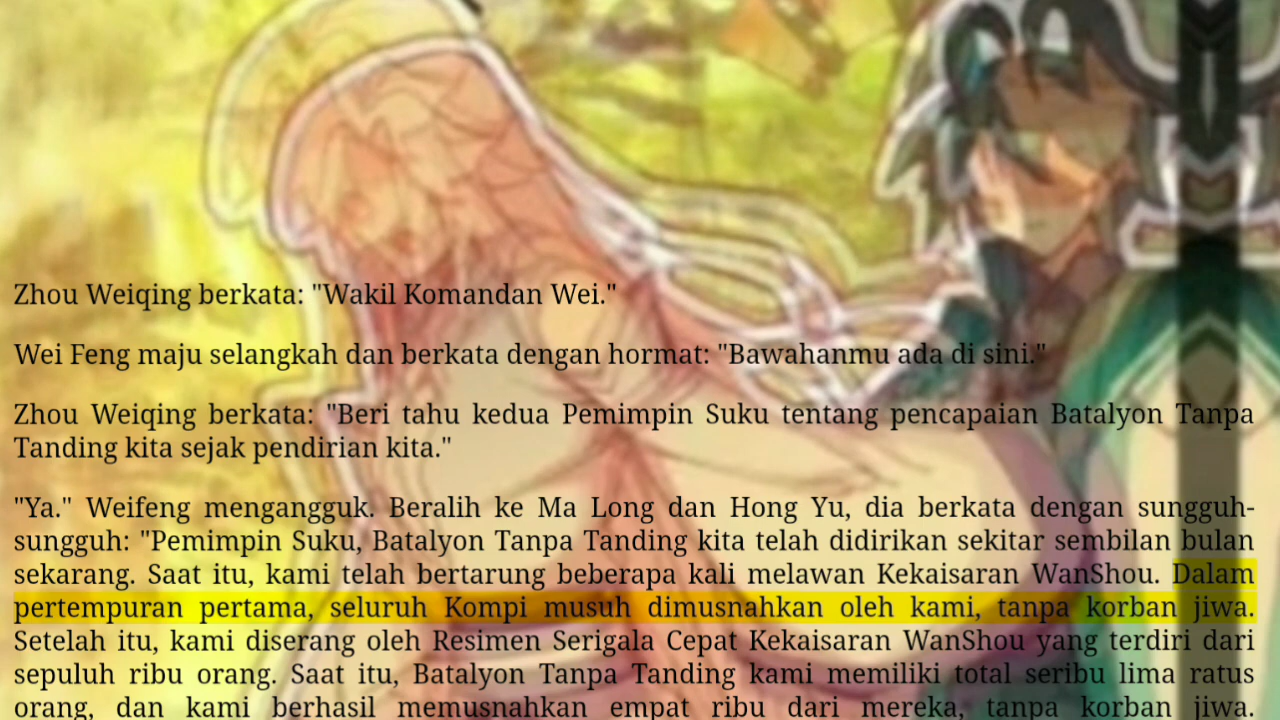 Zhou Weiqing berkata: "Wakil Komandan Wei."
Wei Feng maju selangkah dan berkata dengan hormat: "Bawahanmu ada di sini."
Zhou Weiqing berkata: "Beri tahu kedua Pemimpin Suku tentang pencapaian Batalyon Tanpa
Tanding kita sejak pendirian kita."
"Ya." Weifeng mengangguk. Beralih ke Ma Long dan Hong Yu, dia berkata dengan sungguh-
sungguh: "Pemimpin Suku, Batalyon Tanpa Tanding kita telah didirikan sekitar sembilan bulan
sekarang. Saat itu, kami telah bertarung beberapa kali melawan Kekaisaran WanShou. Dalam
pertempuran pertama, seluruh Kompi musuh dimusnahkan oleh kami, tanpa korban jiwa.
Setelah itu, kami diserang oleh Resimen Serigala Cepat Kekaisaran WanShou yang terdiri dari
sepuluh ribu orang. Saat itu, Batalyon Tanpa Tanding kami memiliki total seribu lima ratus
orang, dan kami berhasil memusnahkan empat ribu dari mereka, tanpa korban jiwa.